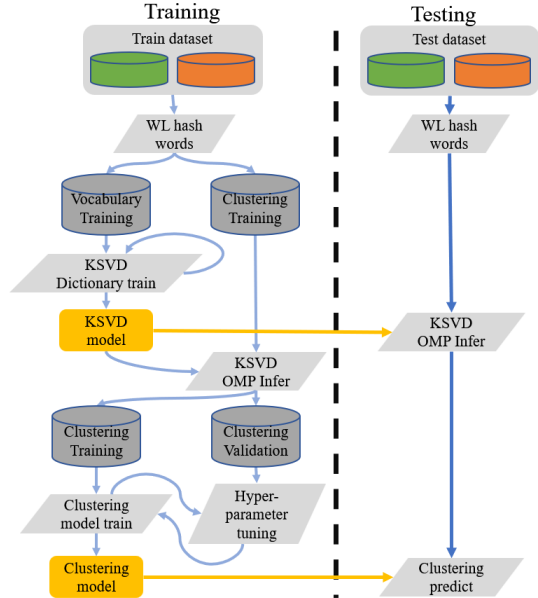 Training
Testing
Train dataset
Test dataset
WL hash
words
WL hash
words
Vocabulary
Training
Clustering
Training
KSVD
Dictionary train
KSVD
model
KSVD
OMP Infer
KSVD
OMP Infer
Clustering
Training
Clustering
Validation
Clustering
model train
Hyper-
parameter
tuning
Clustering
model
Clustering
predict